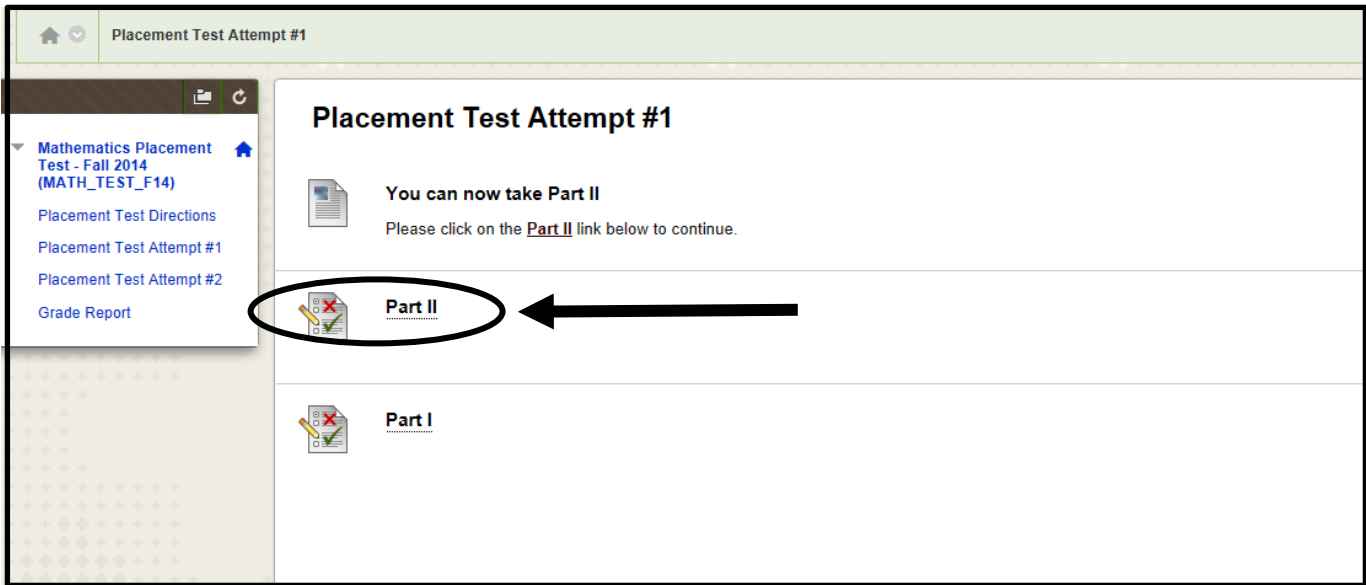 Placement Test Attempt #1
Mathematics Placement
Test - Fall 2014
(MATH_TEST_F14)
Placement Test Directions
Placement Test Attempt #1
Placement Test Attempt #2
Grade Report
Placement Test Attempt #1
You can now take Part II
Please click on the Part II link below to continue.
Part II
Part I